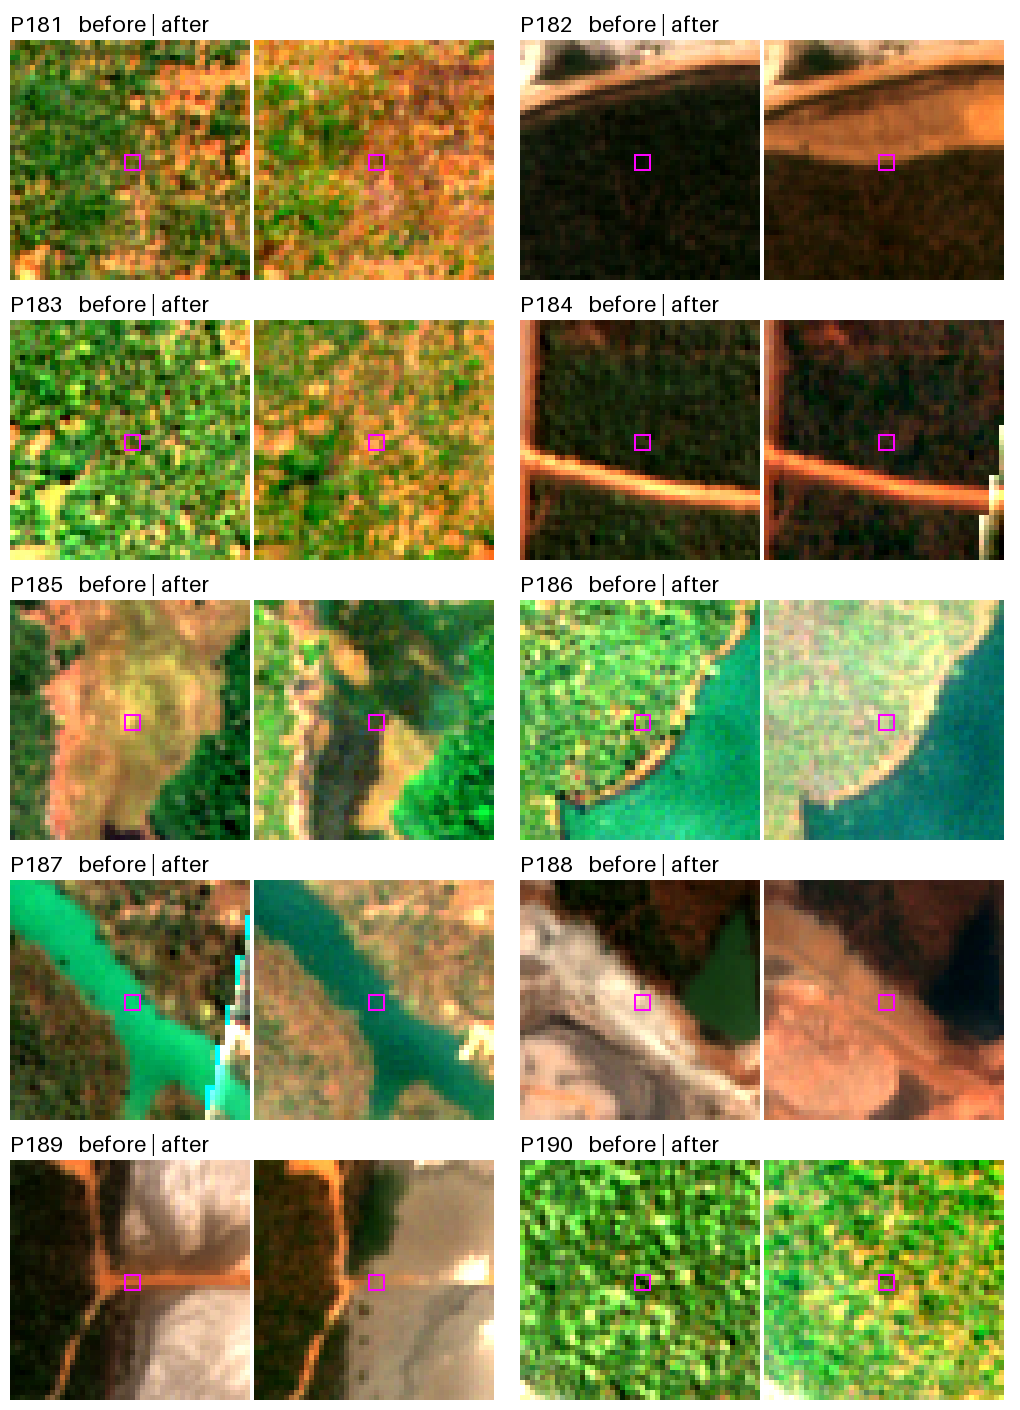 P181 before | after
P182 before | after
P183 before | after
P184 before | after
P185 before | after
P186 before | after
P187 before | after
P188 before | after
P189 before | after
P190 before | after